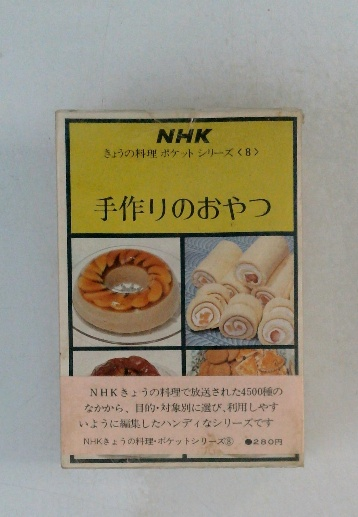 NHK
きょうの料理 ポケット シリーズ〈8〉
手作りのおやつ
NHKきょうの料理で放送された4500種の
なかから、目的・対象別に選び、利用しやす
いように編集したハンディなシリーズです
NHKきょうの料理・ポケットシリーズ⑧ ●280円